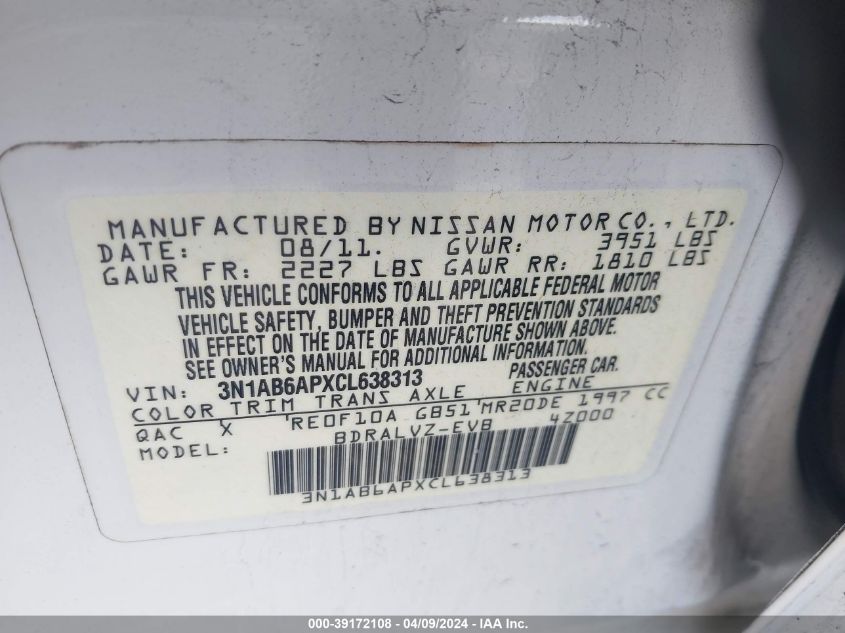 MANUFACTURED BY NISSAN MOTOR CO., LTD.
DATE: 08/11. GVWR: 3951 LBS
GAWR FR: 2227 LBS GAWR RR: 1810 LBS
THIS VEHICLE CONFORMS TO ALL APPLICABLE FEDERAL MOTOR
VEHICLE SAFETY, BUMPER AND THEFT PREVENTION STANDARDS
IN EFFECT ON THE DATE OF MANUFACTURE SHOWN ABOVE.
SEE OWNER'S MANUAL FOR ADDITIONAL INFORMATION.
VIN: 3N1AB6APXCL638313 PASSENGER CAR.
COLOR TRIM TRANS AXLE ENGINE
QAC X RE0F10A GB51 MR20DE 1997 CC
MODEL: BDRALVZ-EVB 4Z000
3N1AB6APXCL638313
000-39172108 - 04/09/2024 - IAA Inc.